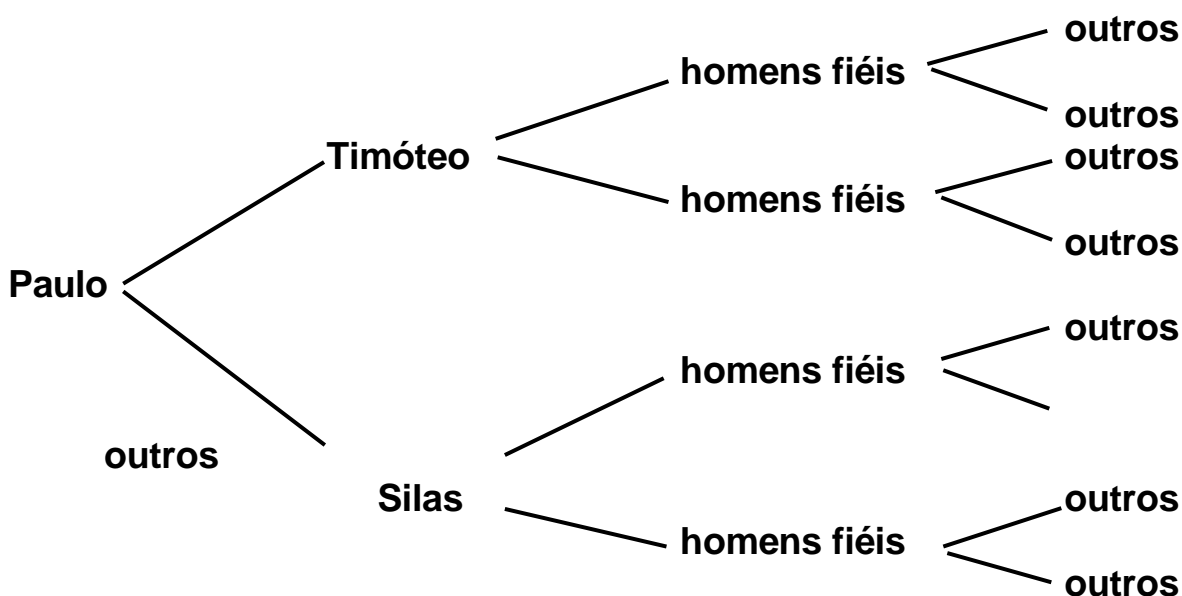 outros
homens fiéis
outros
Timóteo
outros
homens fiéis
outros
Paulo
outros
homens fiéis
outros
Silas
outros
homens fiéis
outros